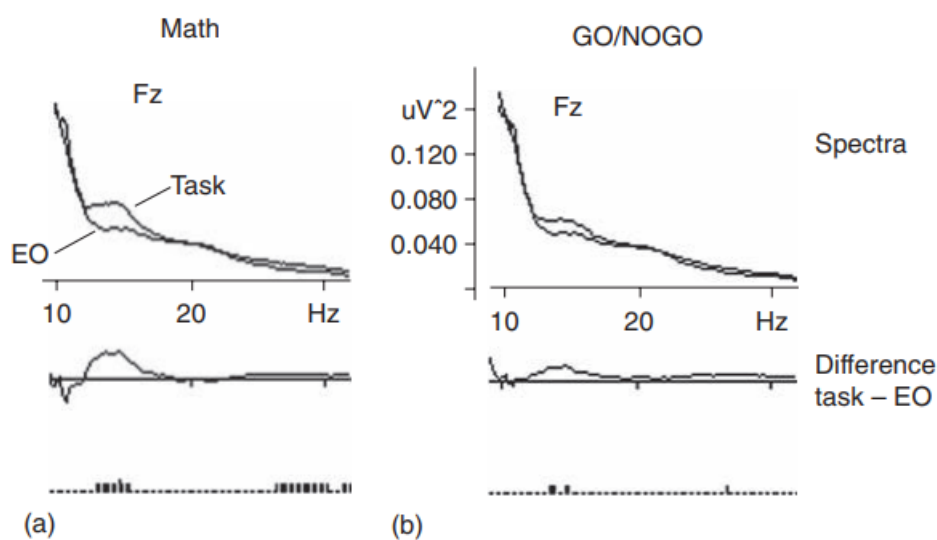 Math
GO/NOGO
Fz
Task
EO
10 20 Hz
uV^2
0.120
0.080
0.040
Fz
10 20 Hz
Spectra
Difference
task – EO
(a)
(b)